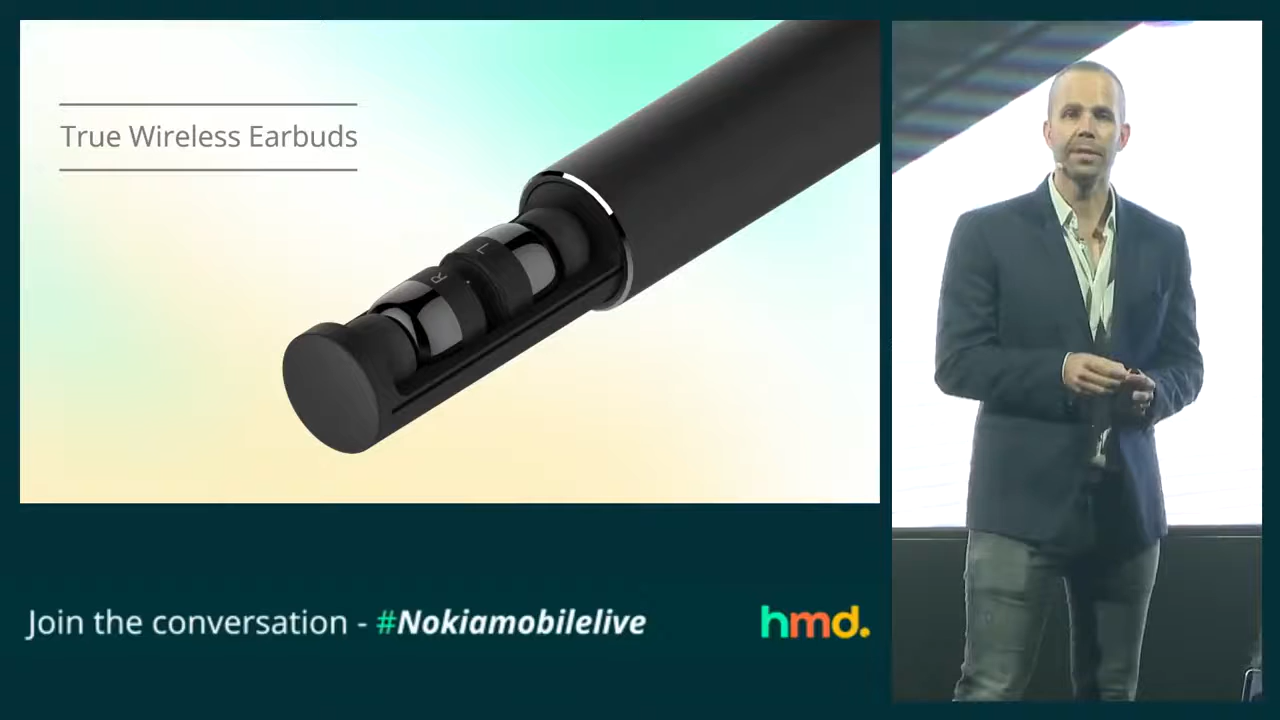 True Wireless Earbuds
L
R
Join the conversation - #Nokiamobilelive
hmd.